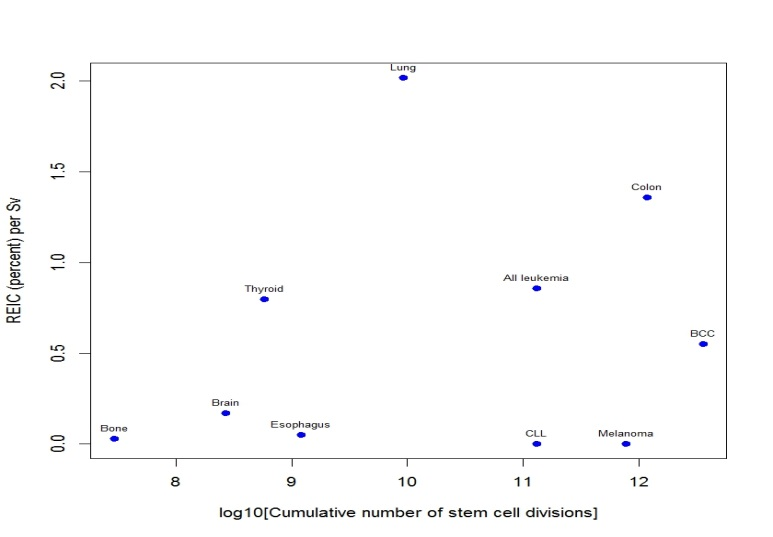 Lung
2.0
1.5
Colon
1.0
All leukemia
Thyroid
REIC (percent) per Sv
BCC
0.5
Brain
Esophagus
Bone
CLL
Melanoma
0.0
8
9
10
11
12
log10[Cumulative number of stem cell divisions]